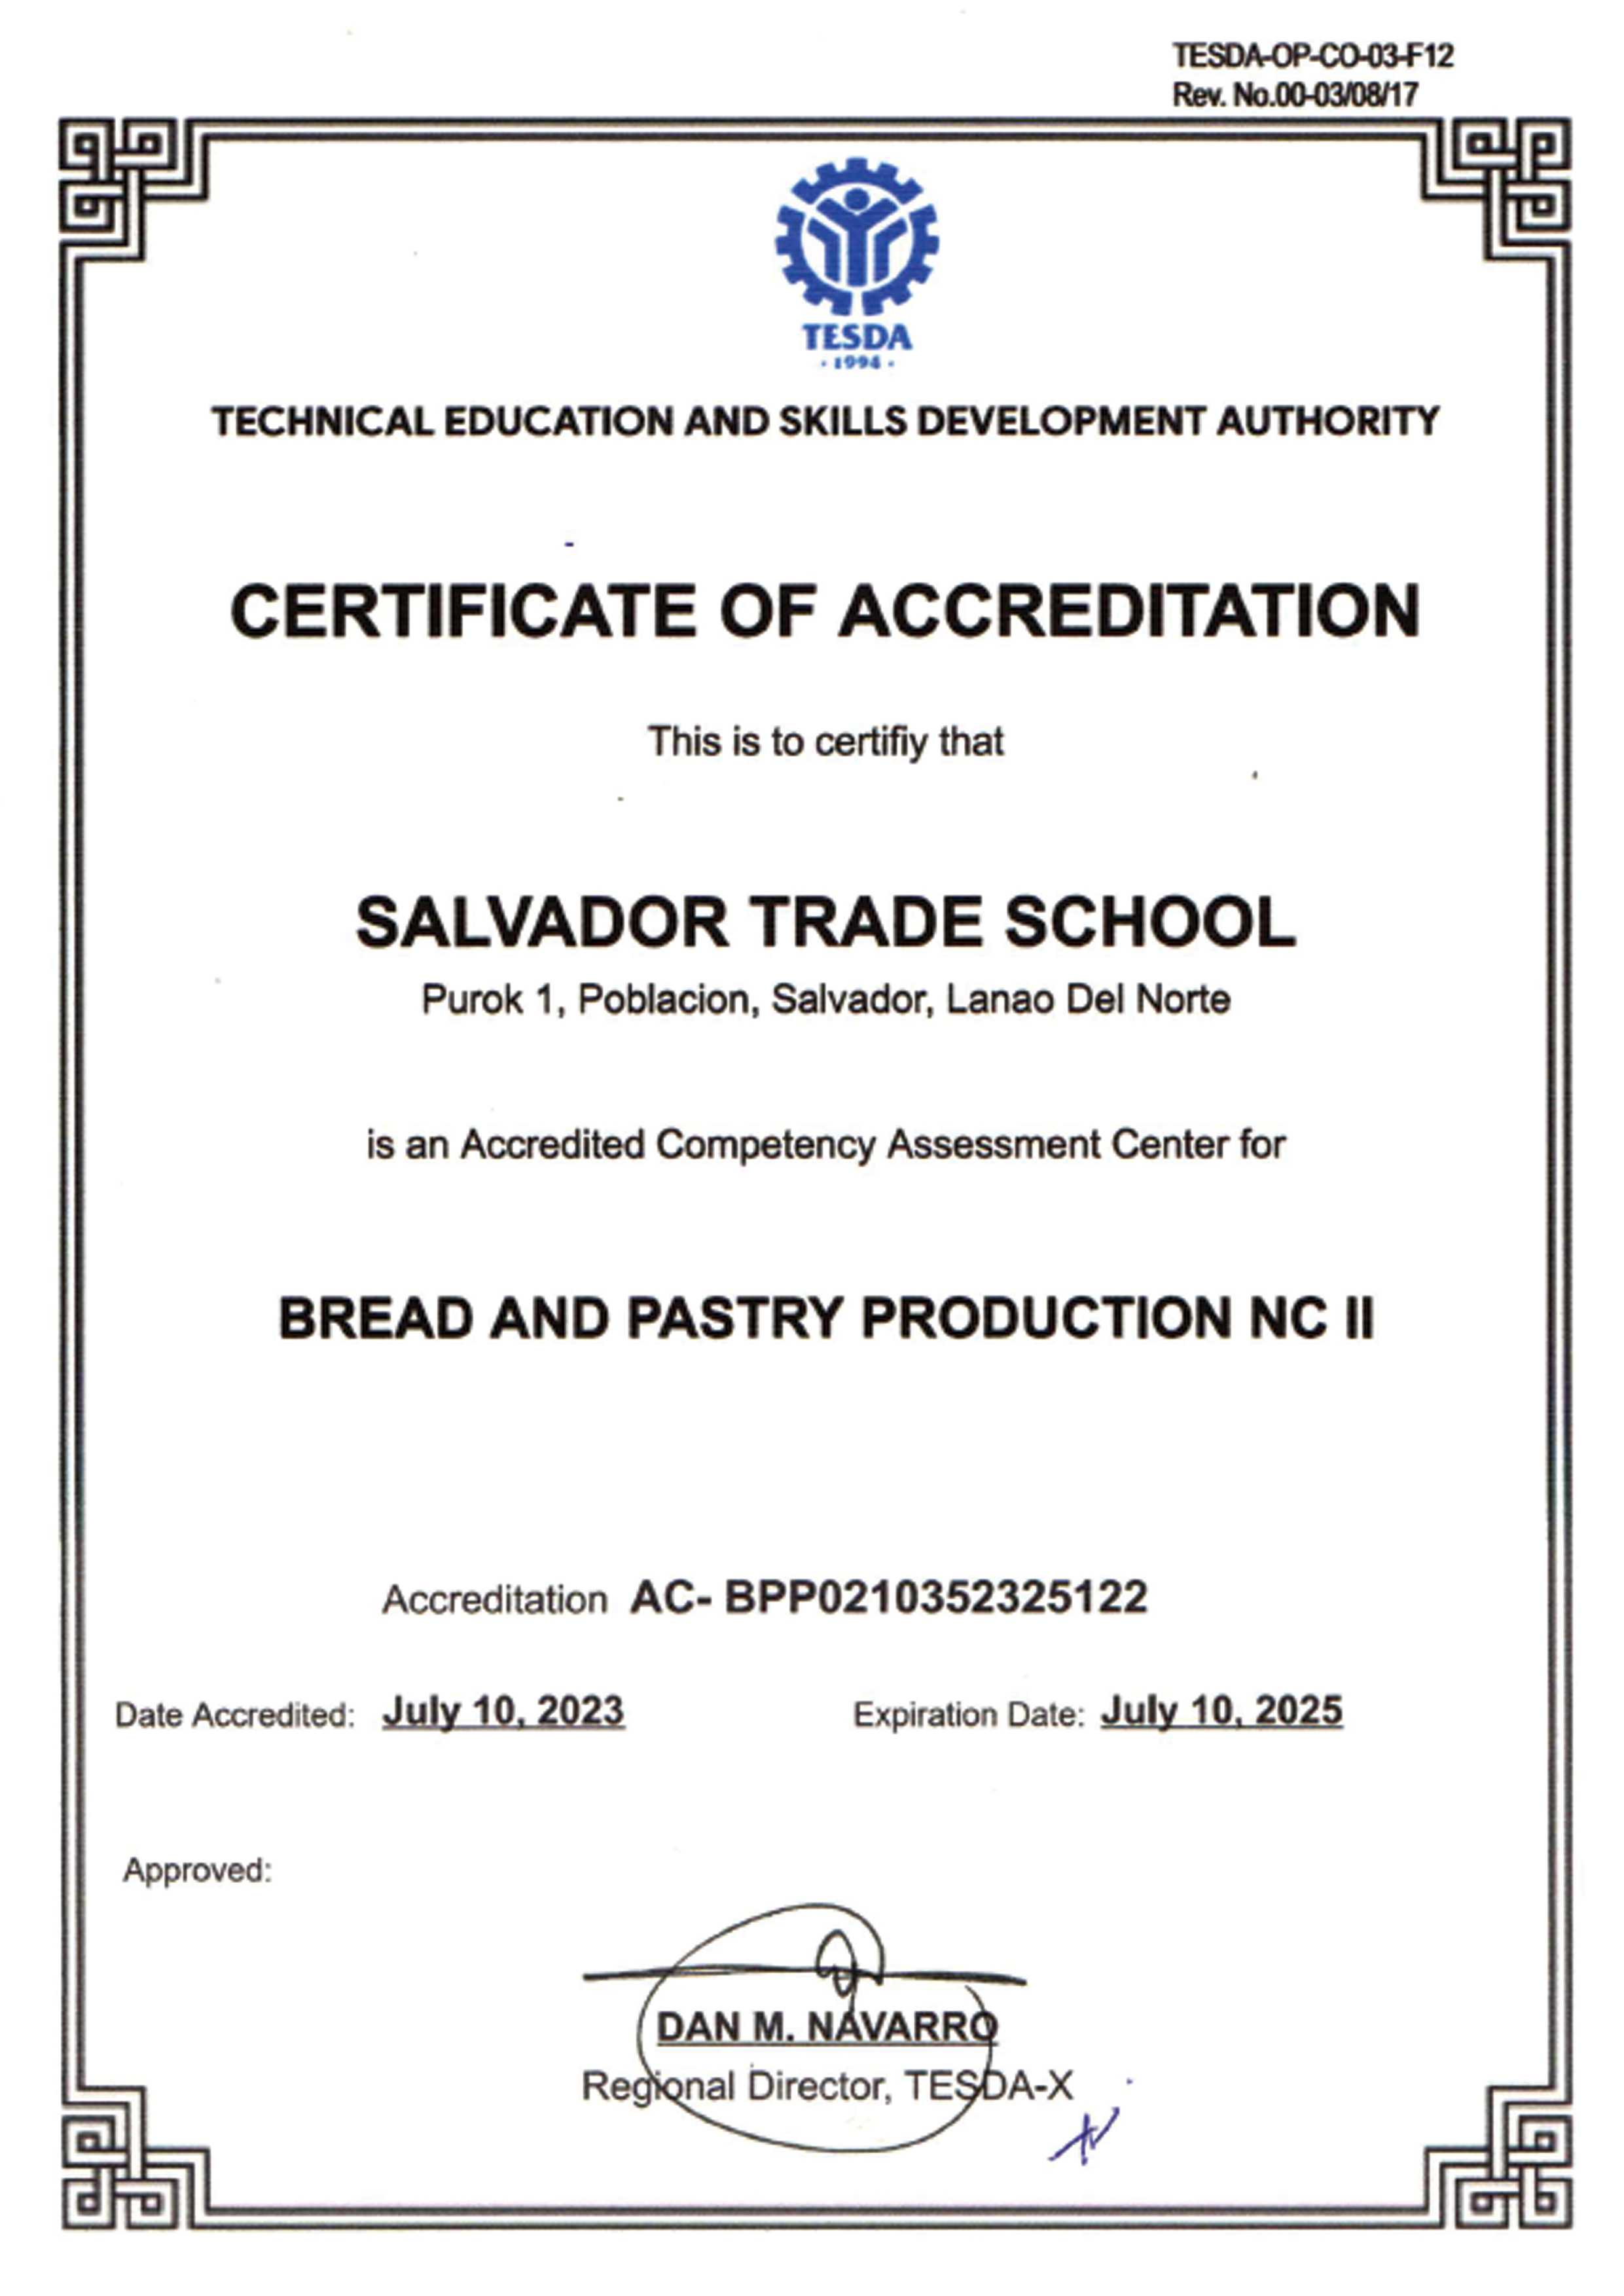 TESDA-OP-CO-03-F12
Rev. No.00-03/08/17
TESDA
· 1994 ·
TECHNICAL EDUCATION AND SKILLS DEVELOPMENT AUTHORITY
CERTIFICATE OF ACCREDITATION
This is to certifiy that
SALVADOR TRADE SCHOOL
Purok 1, Poblacion, Salvador, Lanao Del Norte
is an Accredited Competency Assessment Center for
BREAD AND PASTRY PRODUCTION NC II
Accreditation AC- BPP0210352325122
Date Accredited: July 10, 2023 Expiration Date: July 10, 2025
Approved:
DAN M. NAVARRO
Regional Director, TESDA-X